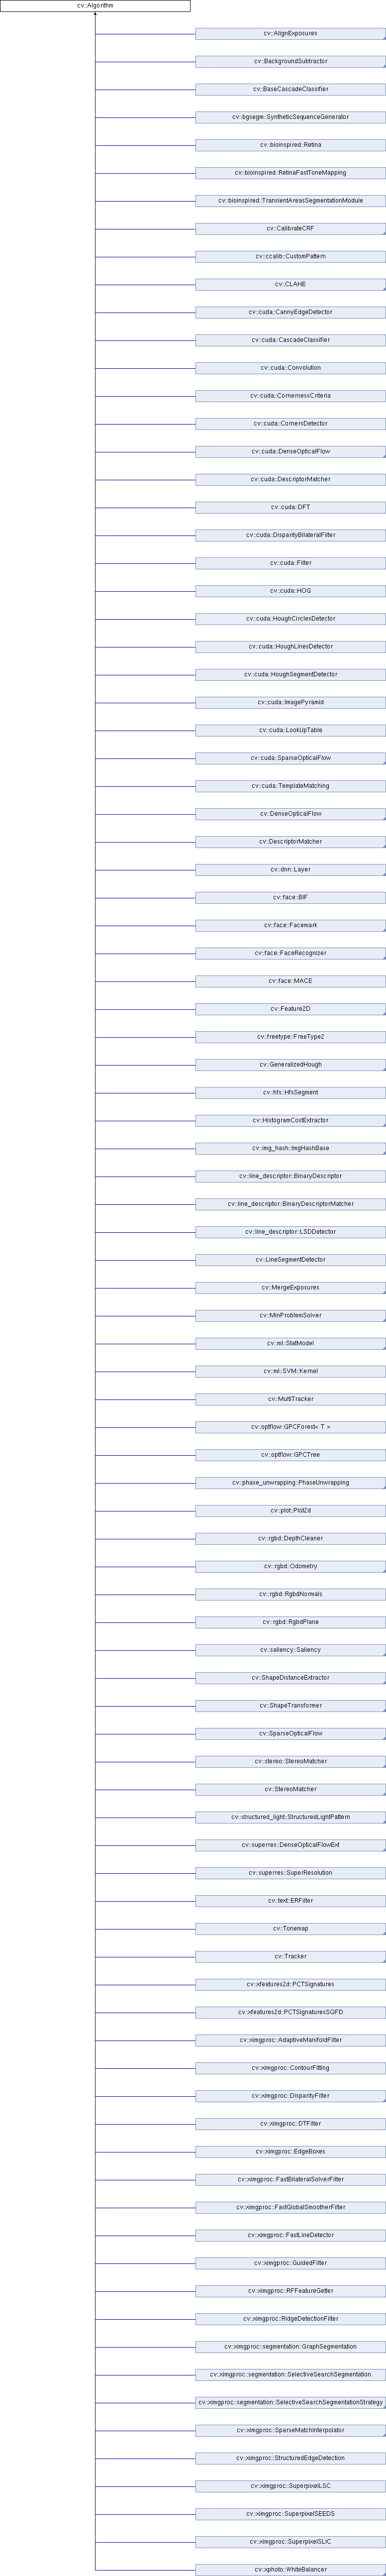 cv::Algorithm
cv::AlignExposures
cv::BackgroundSubtractor
cv::BaseCascadeClassifier
cv::bgsegm::SyntheticSequenceGenerator
cv::bioinspired::Retina
cv::bioinspired::RetinaFastToneMapping
cv::bioinspired::TransientAreasSegmentationModule
cv::CalibrateCRF
cv::ccalib::CustomPattern
cv::CLAHE
cv::cuda::CannyEdgeDetector
cv::cuda::CascadeClassifier
cv::cuda::Convolution
cv::cuda::CornernessCriteria
cv::cuda::CornersDetector
cv::cuda::DenseOpticalFlow
cv::cuda::DescriptorMatcher
cv::cuda::DFT
cv::cuda::DisparityBilateralFilter
cv::cuda::Filter
cv::cuda::HOG
cv::cuda::HoughCirclesDetector
cv::cuda::HoughLinesDetector
cv::cuda::HoughSegmentDetector
cv::cuda::ImagePyramid
cv::cuda::LookUpTable
cv::cuda::SparseOpticalFlow
cv::cuda::TemplateMatching
cv::DenseOpticalFlow
cv::DescriptorMatcher
cv::dnn::Layer
cv::face::BIF
cv::face::Facemark
cv::face::FaceRecognizer
cv::face::MACE
cv::Feature2D
cv::freetype::FreeType2
cv::GeneralizedHough
cv::hfs::HfsSegment
cv::HistogramCostExtractor
cv::img_hash::ImgHashBase
cv::line_descriptor::BinaryDescriptor
cv::line_descriptor::BinaryDescriptorMatcher
cv::line_descriptor::LSDDetector
cv::LineSegmentDetector
cv::MergeExposures
cv::MinProblemSolver
cv::ml::StatModel
cv::ml::SVM::Kernel
cv::MultiTracker
cv::optflow::GPCForest< T >
cv::optflow::GPCTree
cv::phase_unwrapping::PhaseUnwrapping
cv::plot::Plot2d
cv::rgbd::DepthCleaner
cv::rgbd::Odometry
cv::rgbd::RgbdNormals
cv::rgbd::RgbdPlane
cv::saliency::Saliency
cv::ShapeDistanceExtractor
cv::ShapeTransformer
cv::SparseOpticalFlow
cv::stereo::StereoMatcher
cv::StereoMatcher
cv::structured_light::StructuredLightPattern
cv::superres::DenseOpticalFlowExt
cv::superres::SuperResolution
cv::text::ERFilter
cv::Tonemap
cv::Tracker
cv::xfeatures2d::PCTSignatures
cv::xfeatures2d::PCTSignaturesSQFD
cv::ximgproc::AdaptiveManifoldFilter
cv::ximgproc::ContourFitting
cv::ximgproc::DisparityFilter
cv::ximgproc::DTFilter
cv::ximgproc::EdgeBoxes
cv::ximgproc::FastBilateralSolverFilter
cv::ximgproc::FastGlobalSmootherFilter
cv::ximgproc::FastLineDetector
cv::ximgproc::GuidedFilter
cv::ximgproc::RFFeatureGetter
cv::ximgproc::RidgeDetectionFilter
cv::ximgproc::segmentation::GraphSegmentation
cv::ximgproc::segmentation::SelectiveSearchSegmentation
cv::ximgproc::segmentation::SelectiveSearchSegmentationStrategy
cv::ximgproc::SparseMatchInterpolator
cv::ximgproc::StructuredEdgeDetection
cv::ximgproc::SuperpixelLSC
cv::ximgproc::SuperpixelSEEDS
cv::ximgproc::SuperpixelSLIC
cv::xphoto::WhiteBalancer